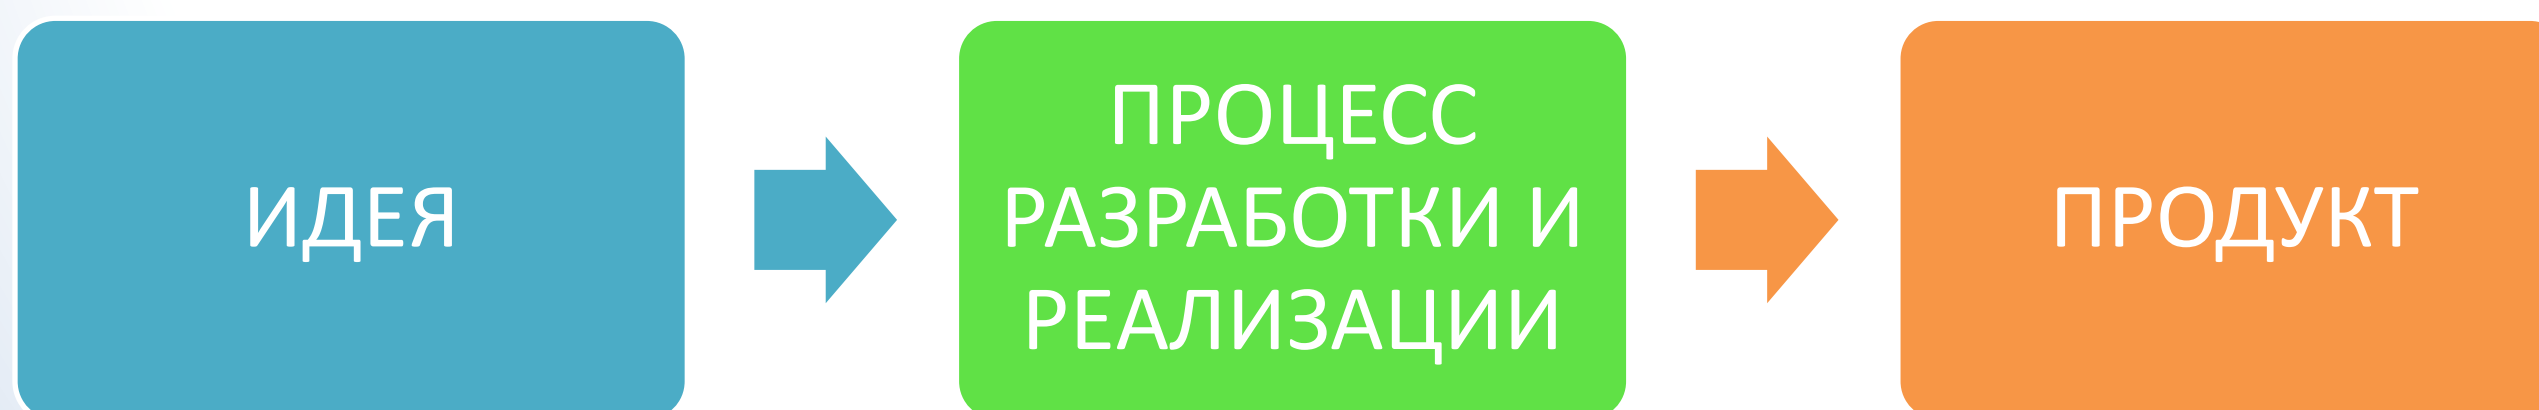 ИДЕЯ
ПРОЦЕСС
РАЗРАБОТКИ И
РЕАЛИЗАЦИИ
ПРОДУКТ